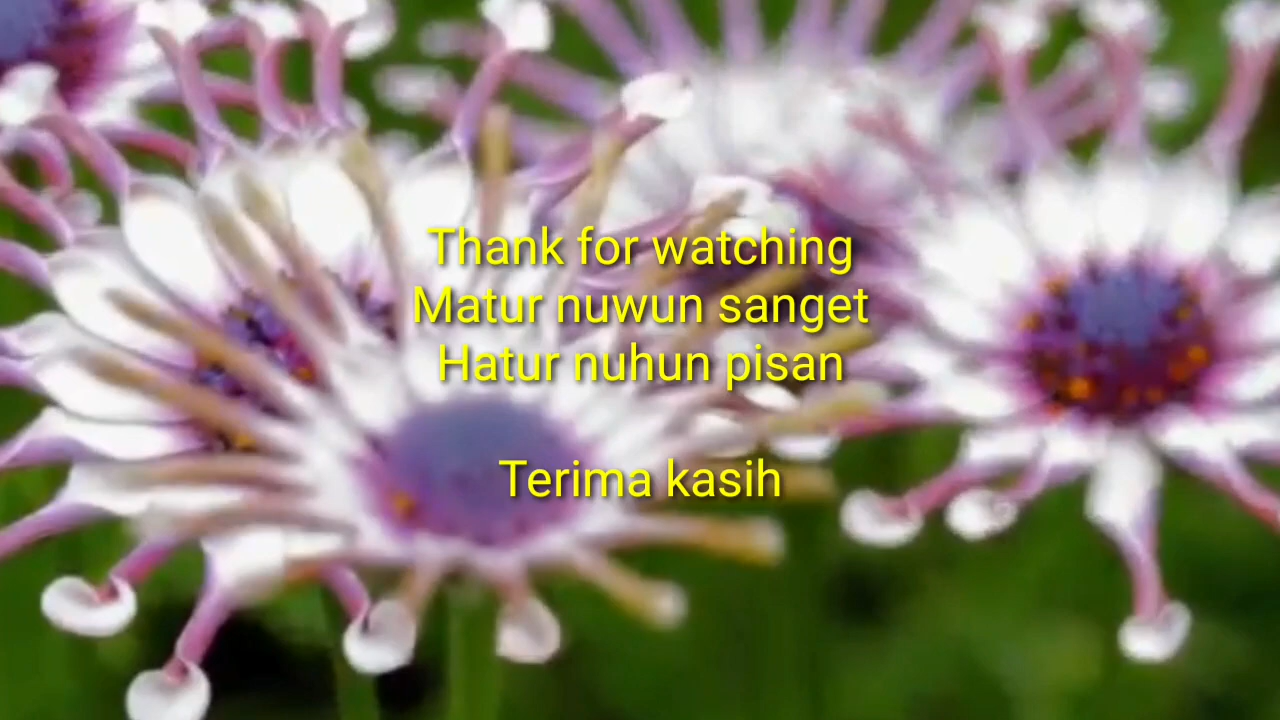 Thank for watching
Matur nuwun sanget
Hatur nuhun pisan
Terima kasih